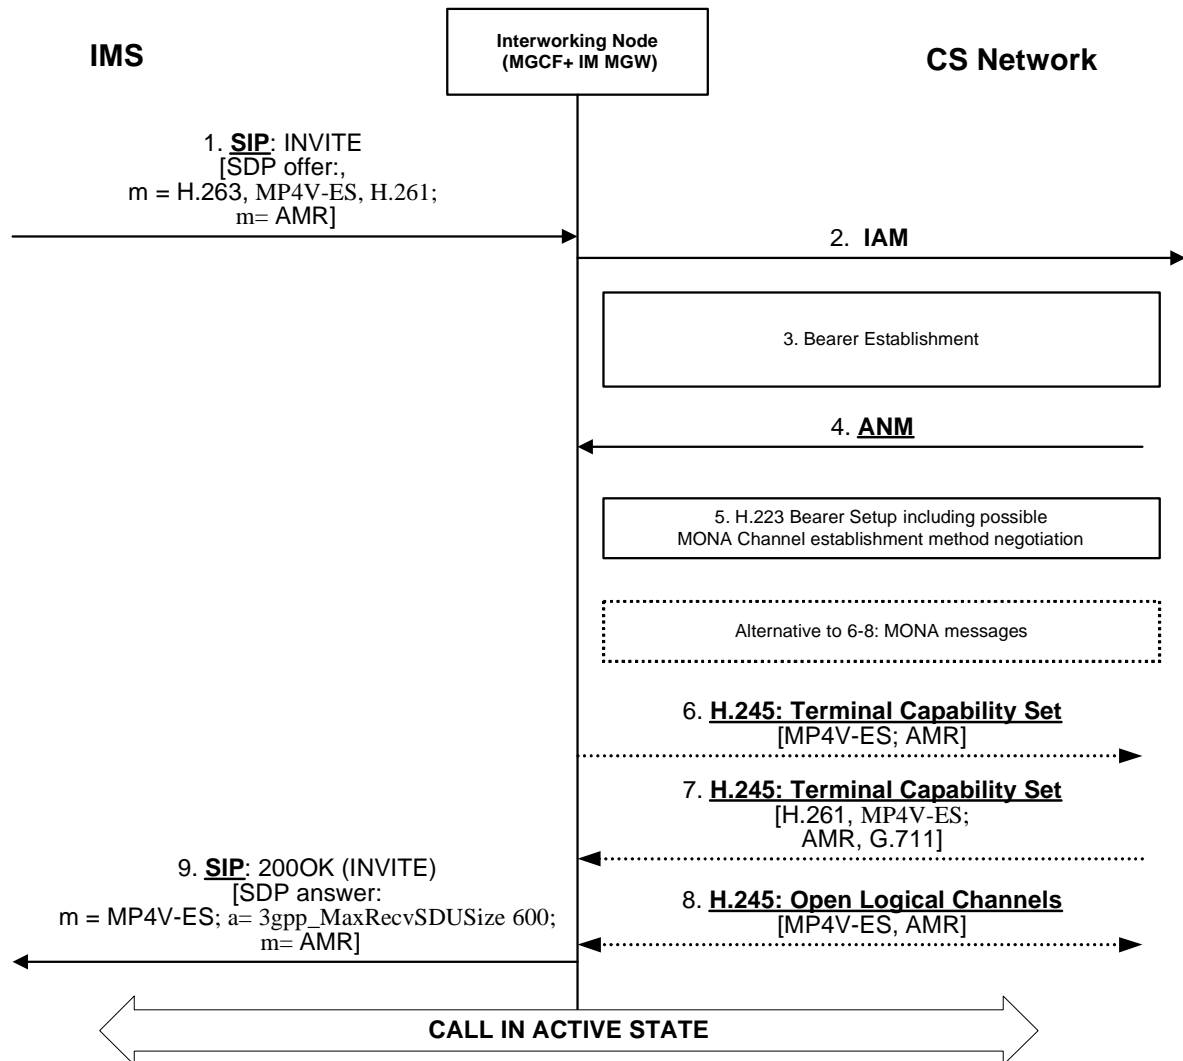 IMS
Interworking Node
(MGCF+ IM MGW)
CS Network
1. SIP: INVITE
[SDP offer:,
m = H.263, MP4V-ES, H.261;
m= AMR]
2. IAM
3. Bearer Establishment
4. ANM
5. H.223 Bearer Setup including possible
MONA Channel establishment method negotiation
Alternative to 6-8: MONA messages
6. H.245: Terminal Capability Set
[MP4V-ES; AMR]
7. H.245: Terminal Capability Set
[H.261, MP4V-ES;
AMR, G.711]
8. H.245: Open Logical Channels
[MP4V-ES, AMR]
9. SIP: 200OK (INVITE)
[SDP answer:
m = MP4V-ES; a= 3gpp_MaxRecvSDUSize 600;
m= AMR]
CALL IN ACTIVE STATE